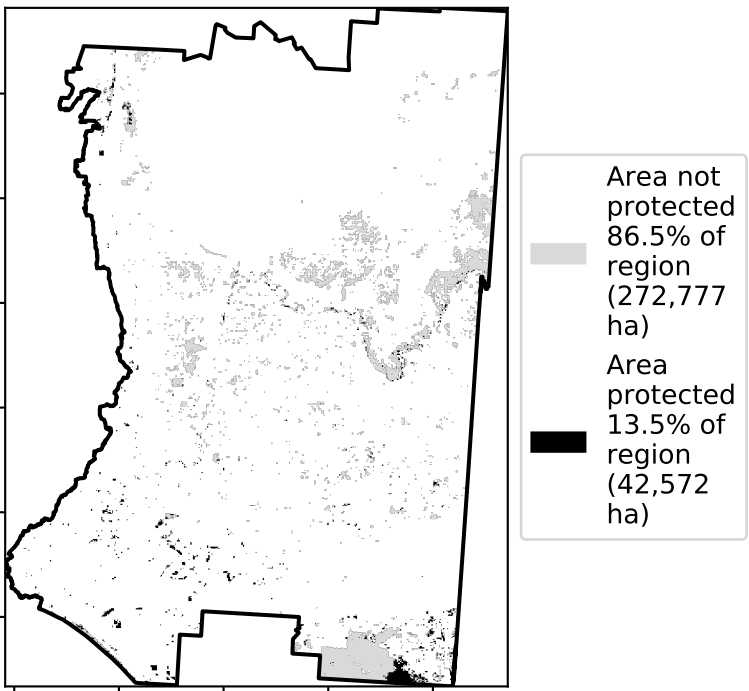 Area not
protected
86.5% of
region
(272,777
ha)
Area
protected
13.5% of
region
(42,572
ha)